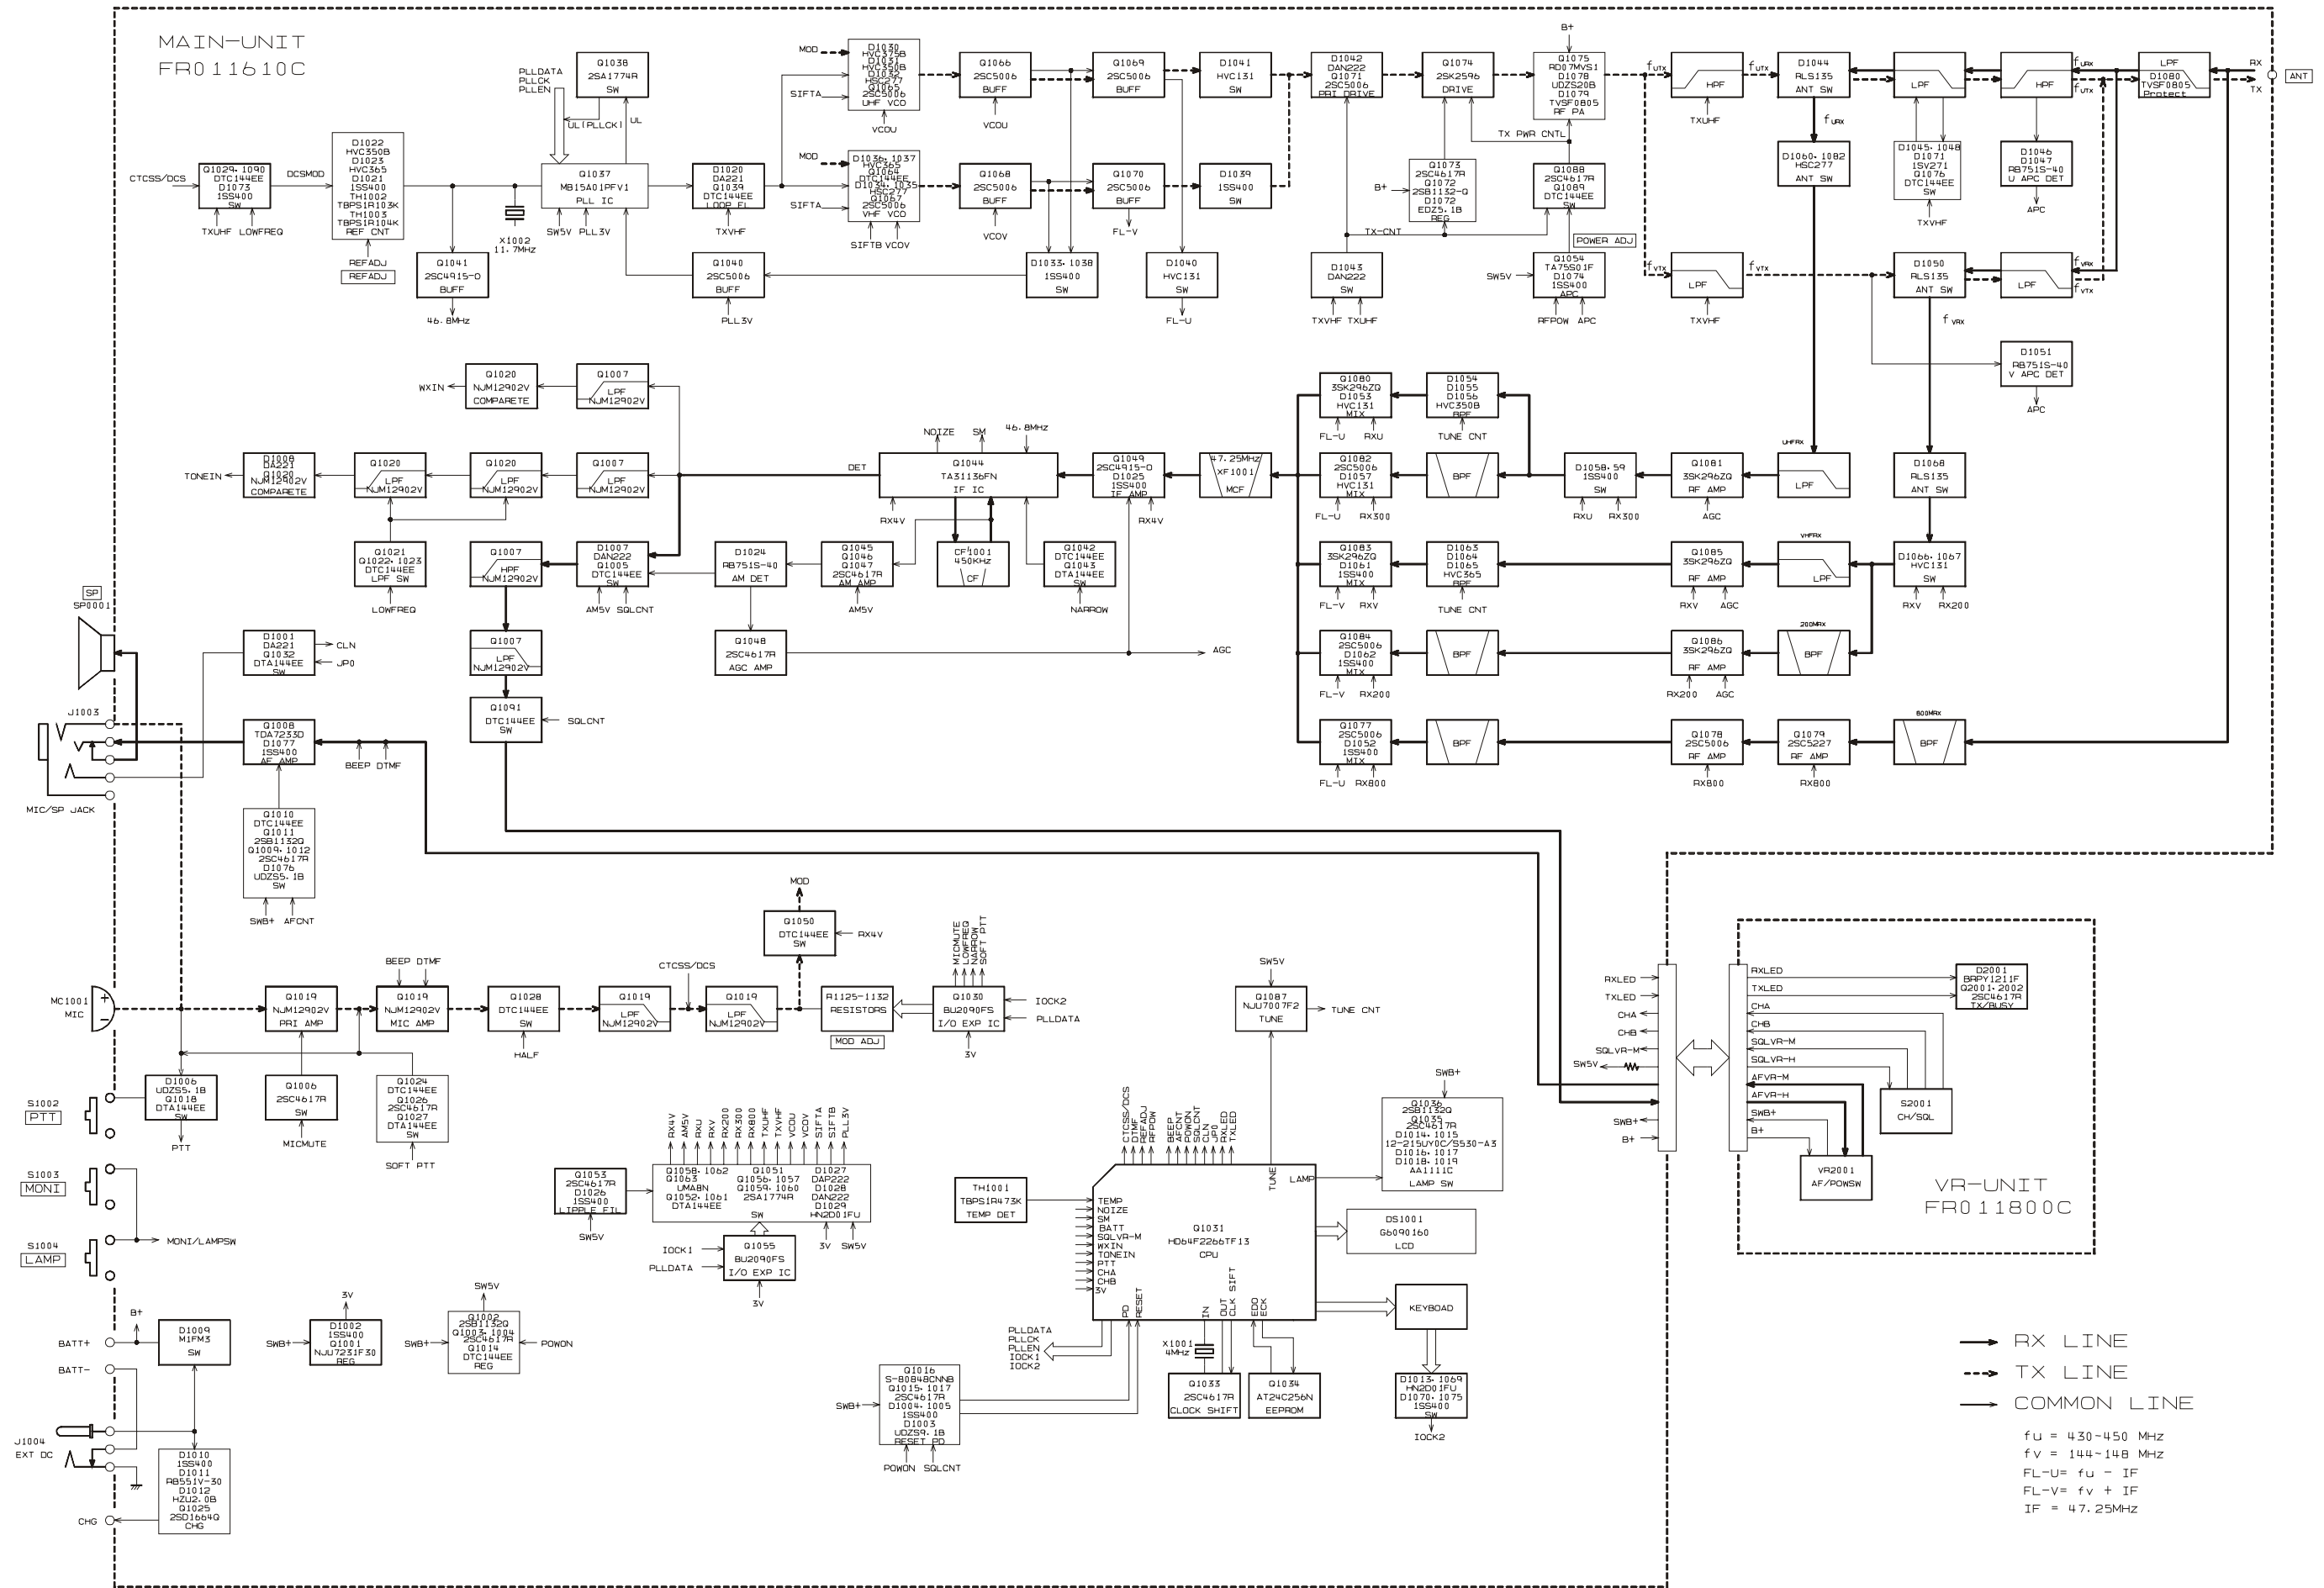 MAIN-UNIT
FR011610C
CTCSS/DCS
Q1029, 1090
DTC144EE
D1073
1SS400
SW
TXUHF LOWFREQ
DCSMOD
D1022
HVC350B
D1023
HVC365
D1021
1SS400
TH1002
TBPS1R103K
TH1003
TBPS1R104K
REF CNT
REFADJ
REFADJ
Q1041
2SC4915-O
BUFF
46.8MHz
X1002
11.7MHz
PLLDATA
PLLCK
PLLEN
Q1038
2SA1774R
SW
UL(PLLCK)
UL
Q1037
MB15A01PFV1
PLL IC
SW5V PLL3V
D1020
DA221
Q1039
DTC144EE
LOOP FL
TXVHF
Q1040
2SC5006
BUFF
PLL3V
MOD
SIFTA
D1030
HVC375B
D1031
HVC350B
D1032
HSC277
Q1065
2SC5006
UHF VCO
VCOU
MOD
SIFTA
D1036, 1037
HVC365
Q1064
DTC144EE
D1034, 1035
HSC277
Q1067
2SC5006
VHF VCO
SIFTB VCOV
Q1066
2SC5006
BUFF
VCOU
Q1068
2SC5006
BUFF
VCOV
Q1069
2SC5006
BUFF
Q1070
2SC5006
BUFF
FL-V
D1033, 1038
1SS400
SW
D1041
HVC131
SW
D1039
1SS400
SW
D1040
HVC131
SW
FL-U
D1042
DAN222
Q1071
2SC5006
PRI DRIVE
D1043
DAN222
SW
TXVHF TXUHF
TX-CNT
Q1074
2SK2596
DRIVE
B+
Q1073
2SC4617R
Q1072
2SB1132-Q
D1072
EDZ5.1B
REG
B+
Q1075
RD07MVS1
D1078
UDZS20B
D1079
TVSF0805
RF PA
TX PWR CNTL
Q1088
2SC4617R
Q1089
DTC144EE
SW
POWER ADJ
SW5V
Q1054
TA75S01F
D1074
1SS400
APC
RFPOW APC
fUTX
HPF
TXUHF
fUTX
fVTX
LPF
TXVHF
fVTX
D1044
RLS135
ANT SW
fURX
D1060, 1082
HSC277
ANT SW
LPF
D1045, 1048
D1071
1SV271
Q1076
DTC144EE
SW
TXVHF
HPF
fURX
fUTX
D1046
D1047
RB751S-40
U APC DET
APC
LPF
D1080
TVSF0805
Protect
RX
TX
ANT
D1050
RLS135
ANT SW
fVRX
LPF
fVRX
fVTX
D1051
RB751S-40
V APC DET
APC
WXIN
Q1020
NJM12902V
COMPARETE
Q1007
LPF
NJM12902V
TONEIN
D1008
DA221
Q1020
NJM12902V
COMPARETE
Q1020
LPF
NJM12902V
Q1020
LPF
NJM12902V
Q1007
LPF
NJM12902V
Q1021
Q1022, 1023
DTC144EE
LPF SW
LOWFREQ
Q1007
HPF
NJM12902V
D1007
DAN222
Q1005
DTC144EE
SW
AM5V SQLCNT
D1024
RB751S-40
AM DET
Q1045
Q1046
Q1047
2SC4617R
AM AMP
AM5V
DET
NOIZE
SM
46.8MHz
Q1044
TA31136FN
IF IC
RX4V
CF1001
450KHz
CF
Q1042
DTC144EE
Q1043
DTA144EE
SW
NARROW
Q1049
2SC4915-O
D1025
1SS400
IF AMP
RX4V
47.25MHz
XF1001
MCF
Q1007
LPF
NJM12902V
Q1048
2SC4617R
AGC AMP
AGC
Q1091
DTC144EE
SW
SQLCNT
Q1080
3SK296ZQ
D1053
HVC131
MIX
FL-U RXU
D1054
D1055
D1056
HVC350B
BPF
TUNE CNT
Q1082
2SC5006
D1057
HVC131
MIX
FL-U RX300
BPF
D1058,59
1SS400
SW
RXU RX300
Q1081
3SK296ZQ
RF AMP
AGC
UHFRX
LPF
D1068
RLS135
ANT SW
Q1083
3SK296ZQ
D1061
1SS400
MIX
FL-V RXV
D1063
D1064
D1065
HVC365
BPF
TUNE CNT
Q1085
3SK296ZQ
RF AMP
RXV AGC
VHFRX
LPF
D1066, 1067
HVC131
SW
RXV RX200
Q1084
2SC5006
D1062
1SS400
MIX
FL-V RX200
BPF
Q1086
3SK296ZQ
RF AMP
RX200 AGC
200MRX
BPF
Q1077
2SC5006
D1052
1SS400
MIX
FL-U RX800
BPF
Q1078
2SC5006
RF AMP
RX800
Q1079
2SC5227
RF AMP
RX800
800MRX
BPF
SP
SP0001
D1001
DA221
Q1032
DTA144EE
SW
CLN
JP0
J1003
MIC/SP JACK
Q1008
TDA7233D
D1077
1SS400
AF AMP
BEEP DTMF
Q1010
DTC144EE
Q1011
2SB1132Q
Q1009, 1012
2SC4617R
D1076
UDZS5.1B
SW
SWB+ AFCNT
MC1001
MIC
Q1019
NJM12902V
PRI AMP
BEEP DTMF
Q1019
NJM12902V
MIC AMP
Q1028
DTC144EE
SW
HALF
CTCSS/DCS
Q1019
LPF
NJM12902V
Q1019
LPF
NJM12902V
MOD
Q1050
DTC144EE
SW
RX4V
R1125-1132
RESISTORS
MOD ADJ
MICMUTE
LOWFREQ
NARROW
SOFT PTT
Q1030
BU2090FS
I/O EXP IC
IOCK2
PLLDATA
3V
SW5V
Q1087
NJU7007F2
TUNE
TUNE CNT
S1002
PTT
D1006
UDZS5.1B
Q1018
DTA144EE
SW
PTT
Q1006
2SC4617R
SW
MICMUTE
Q1024
DTC144EE
Q1026
2SC4617R
Q1027
DTA144EE
SW
SOFT PTT
S1003
MONI
S1004
LAMP
MONI/LAMPSW
Q1053
2SC4617R
D1026
1SS400
LIPPLE FIL
SW5V
RX4V
AM5V
RXU
RXV
RX200
RX300
RX800
TXUHF
TXVHF
VCOU
VCOV
SIFTA
SIFTB
PLL3V
Q1058, 1062
Q1063
UMA8N
Q1052, 1061
DTA144EE
Q1051
Q1056, 1057
Q1059, 1060
2SA1774R
SW
D1027
DAP222
D1028
DAN222
D1029
HN2D01FU
3V SW5V
IOCK1
PLLDATA
Q1055
BU2090FS
I/O EXP IC
3V
TH1001
TBPS1R473K
TEMP DET
CTCSS/DCS
DTMF
REFADJ
RFPOW
BEEP
AFCNT
POWON
SQLCNT
CLN
JP0
RXLED
TXLED
TUNE
LAMP
TEMP
NOIZE
SM
BATT
SQLVR-M
WXIN
TONEIN
PTT
CHA
CHB
3V
Q1031
HD64F2266TF13
CPU
PD
RESET
IN
OUT
CLK SIFT
EDO
ECK
PLLDATA
PLLCK
PLLEN
IOCK1
IOCK2
X1001
4MHz
Q1033
2SC4617R
CLOCK SHIFT
Q1034
AT24C256N
EEPROM
SWB+
Q1036
2SB1132Q
Q1035
2SC4617R
D1014, 1015
12-215UYOC/S530-A3
D1016, 1017
D1018, 1019
AA1111C
LAMP SW
DS1001
G6090160
LCD
KEYBOAD
D1013, 1069
HN2D01FU
D1070, 1075
1SS400
SW
IOCK2
SWB+
Q1016
S-80848CNNB
Q1015, 1017
2SC4617R
D1004, 1005
1SS400
D1003
UDZS9.1B
RESET PD
POWON SQLCNT
BATT+
B+
D1009
M1FM3
SW
BATT-
J1004
EXT DC
D1010
1SS400
D1011
RB551V-30
D1012
HZU2.0B
Q1025
2SD1664Q
CHG
CHG
3V
SWB+
D1002
1SS400
Q1001
NJU7231F30
REG
SW5V
SWB+
Q1002
2SB1132Q
Q1003, 1004
2SC4617R
Q1014
DTC144EE
REG
POWON
RXLED
TXLED
CHA
CHB
SQLVR-M
SW5V
SWB+
B+
RXLED
TXLED
CHA
CHB
SQLVR-M
SQLVR-H
AFVR-M
AFVR-H
SWB+
B+
D2001
BRPY1211F
Q2001, 2002
2SC4617R
TX/BUSY
S2001
CH/SQL
VR2001
AF/POWSW
VR-UNIT
FR011800C
RX LINE
TX LINE
COMMON LINE
fu = 430~450 MHz
fv = 144~148 MHz
FL-U= fu - IF
FL-V= fv + IF
IF = 47.25MHz